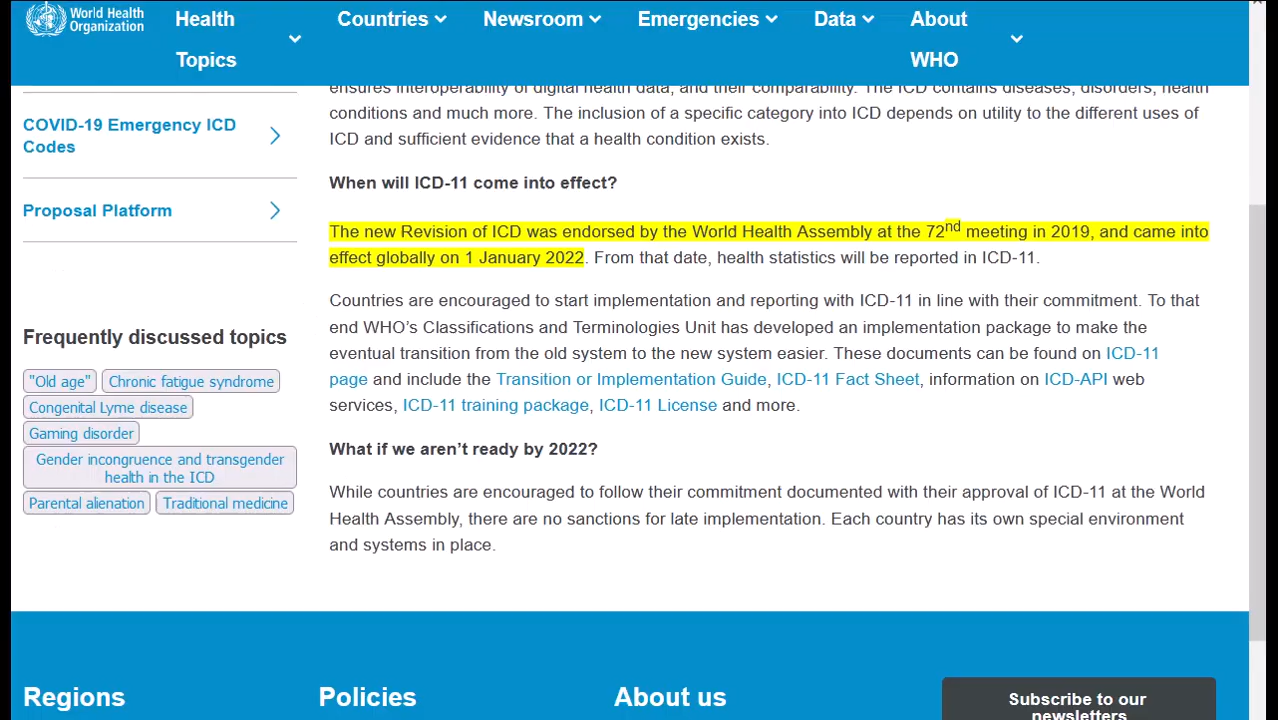 World Health
Organization
Health
Topics
Countries
Newsroom
Emergencies
Data
About
WHO
COVID-19 Emergency ICD
Codes
Proposal Platform
Frequently discussed topics
"Old age"
Chronic fatigue syndrome
Congenital Lyme disease
Gaming disorder
Gender incongruence and transgender
health in the ICD
Parental alienation
Traditional medicine
ensures interoperability of digital health data, and their comparability. The ICD contains diseases, disorders, health
conditions and much more. The inclusion of a specific category into ICD depends on utility to the different uses of
ICD and sufficient evidence that a health condition exists.
When will ICD-11 come into effect?
The new Revision of ICD was endorsed by the World Health Assembly at the 72nd meeting in 2019, and came into
effect globally on 1 January 2022. From that date, health statistics will be reported in ICD-11.
Countries are encouraged to start implementation and reporting with ICD-11 in line with their commitment. To that
end WHO’s Classifications and Terminologies Unit has developed an implementation package to make the
eventual transition from the old system to the new system easier. These documents can be found on ICD-11
page and include the Transition or Implementation Guide, ICD-11 Fact Sheet, information on ICD-API web
services, ICD-11 training package, ICD-11 License and more.
What if we aren’t ready by 2022?
While countries are encouraged to follow their commitment documented with their approval of ICD-11 at the World
Health Assembly, there are no sanctions for late implementation. Each country has its own special environment
and systems in place.
Regions
Policies
About us
Subscribe to our
newsletters